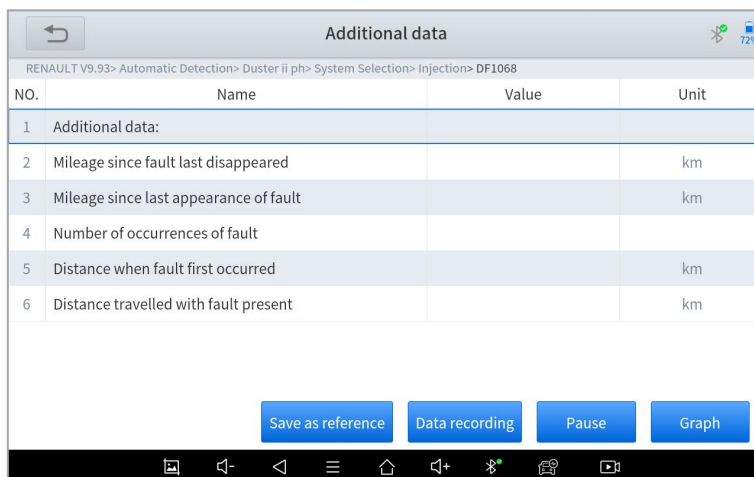 Additional data
72%
RENAULT V9.93> Automatic Detection> Duster ii ph> System Selection> Injection> DF1068
NO. Name Value Unit
1 Additional data:
2 Mileage since fault last disappeared km
3 Mileage since last appearance of fault km
4 Number of occurrences of fault
5 Distance when fault first occurred km
6 Distance travelled with fault present km
Save as reference Data recording Pause Graph